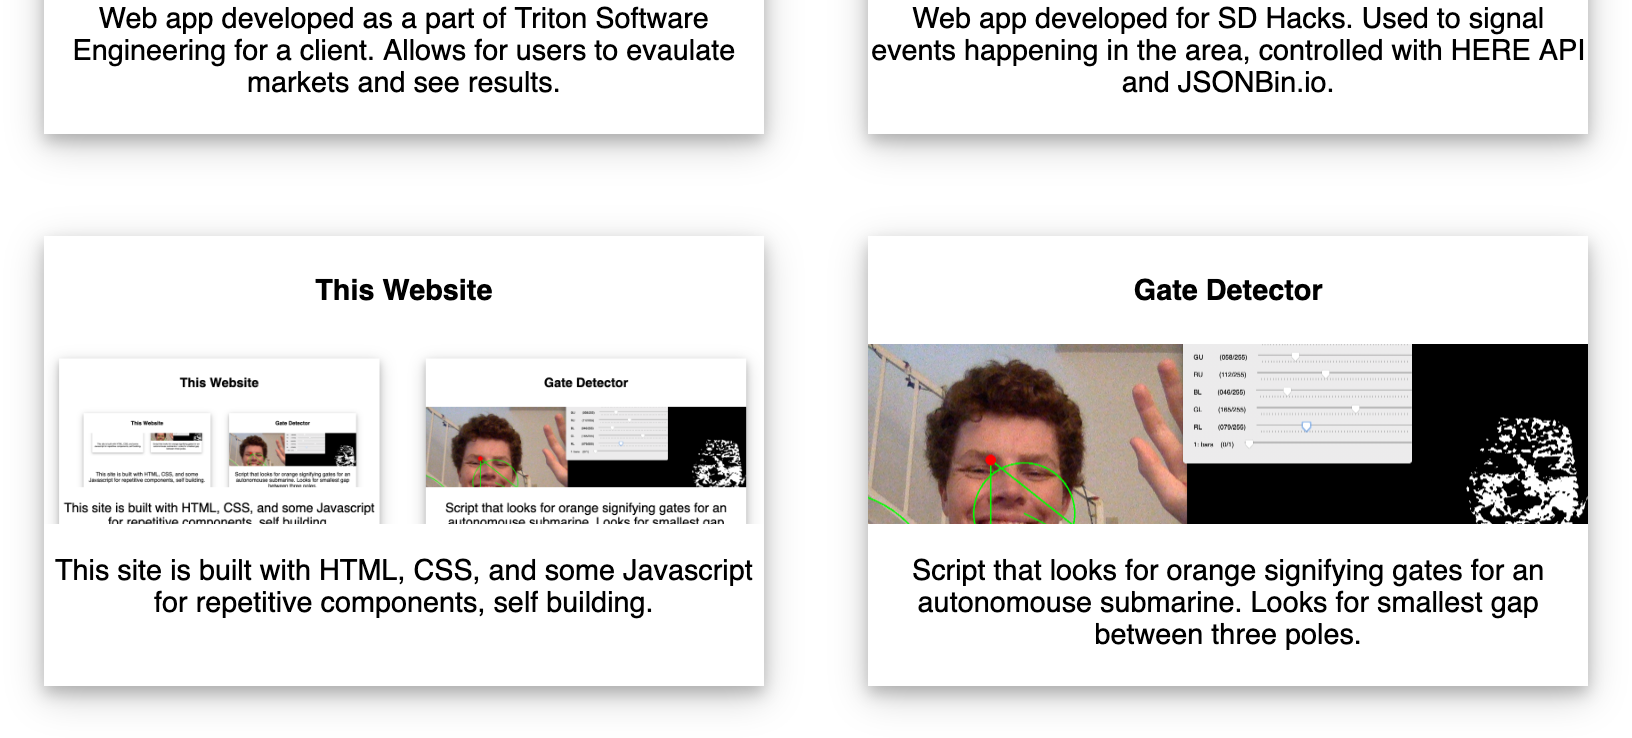 Web app developed as a part of Triton Software
Engineering for a client. Allows for users to evaulate
markets and see results.
Web app developed for SD Hacks. Used to signal
events happening in the area, controlled with HERE API
and JSONBin.io.
This Website
This Website
This Website
This site is built with HTML, CSS, and some
Javascript for repetitive components, self building.
Gate Detector
Script that looks for orange signifying gates for an
autonomouse submarine. Looks for smallest gap
between three poles.
This site is built with HTML, CSS, and some Javascript
for repetitive components, self building.
Gate Detector
Script that looks for orange signifying gates for an
autonomouse submarine. Looks for smallest gap
This site is built with HTML, CSS, and some Javascript
for repetitive components, self building.
Gate Detector
GU (058/255)
RU (112/255)
BL (046/255)
GL (165/255)
RL (079/255)
1: bars (0/1)
Script that looks for orange signifying gates for an
autonomouse submarine. Looks for smallest gap
between three poles.